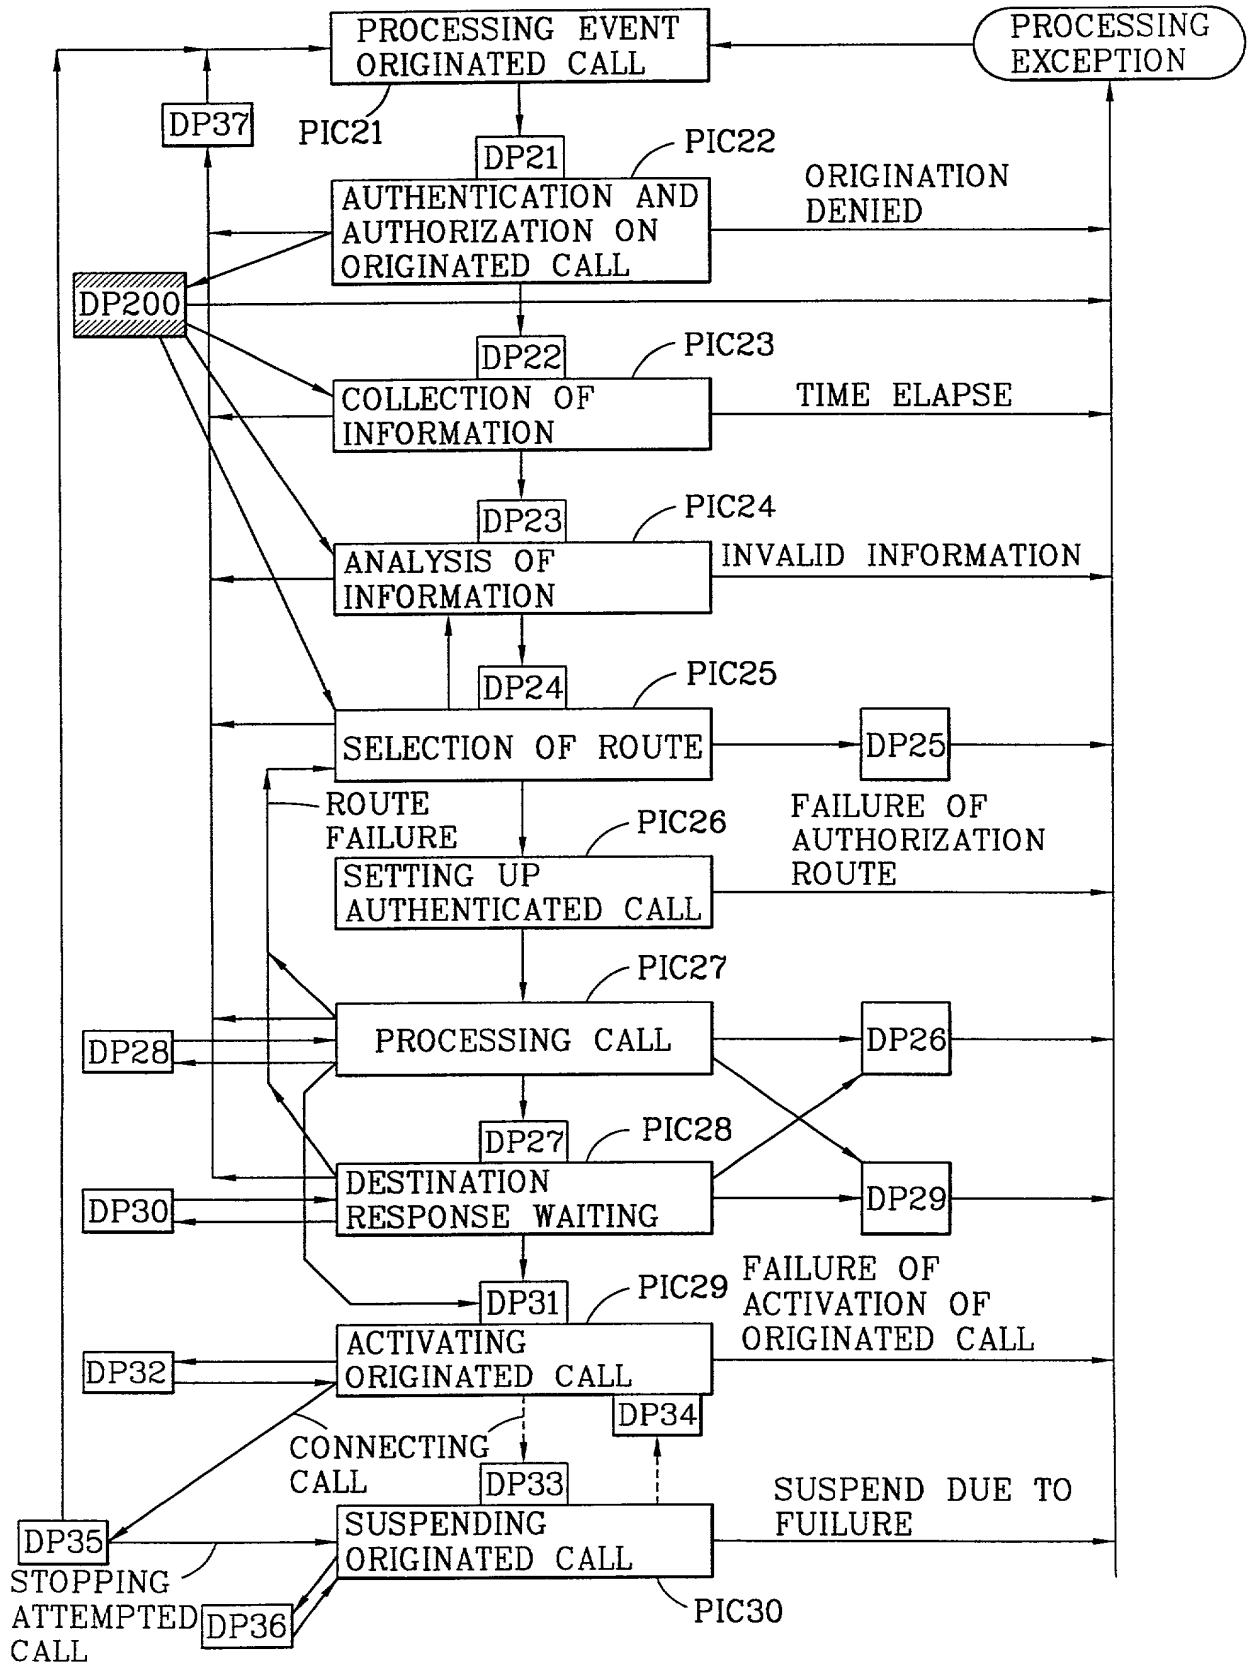 PROCESSING EVENT
ORIGINATED CALL
PROCESSING
EXCEPTION
DP37
PIC21
DP21
PIC22
AUTHENTICATION AND
AUTHORIZATION ON
ORIGINATED CALL
ORIGINATION
DENIED
DP200
DP22
PIC23
COLLECTION OF
INFORMATION
TIME ELAPSE
DP23
PIC24
ANALYSIS OF
INFORMATION
INVALID INFORMATION
DP24
PIC25
SELECTION OF ROUTE
DP25
ROUTE
FAILURE
PIC26
FAILURE OF
AUTHORIZATION
ROUTE
SETTING UP
AUTHENTICATED CALL
PIC27
PROCESSING CALL
DP28
DP26
DP27
PIC28
DESTINATION
RESPONSE WAITING
DP30
DP29
DP31
PIC29
FAILURE OF
ACTIVATION OF
ORIGINATED CALL
ACTIVATING
ORIGINATED CALL
DP32
DP34
CONNECTING
CALL
DP33
SUSPENDING
ORIGINATED CALL
SUSPEND DUE TO
FUILURE
DP35
STOPPING
ATTEMPTED
CALL
DP36
PIC30